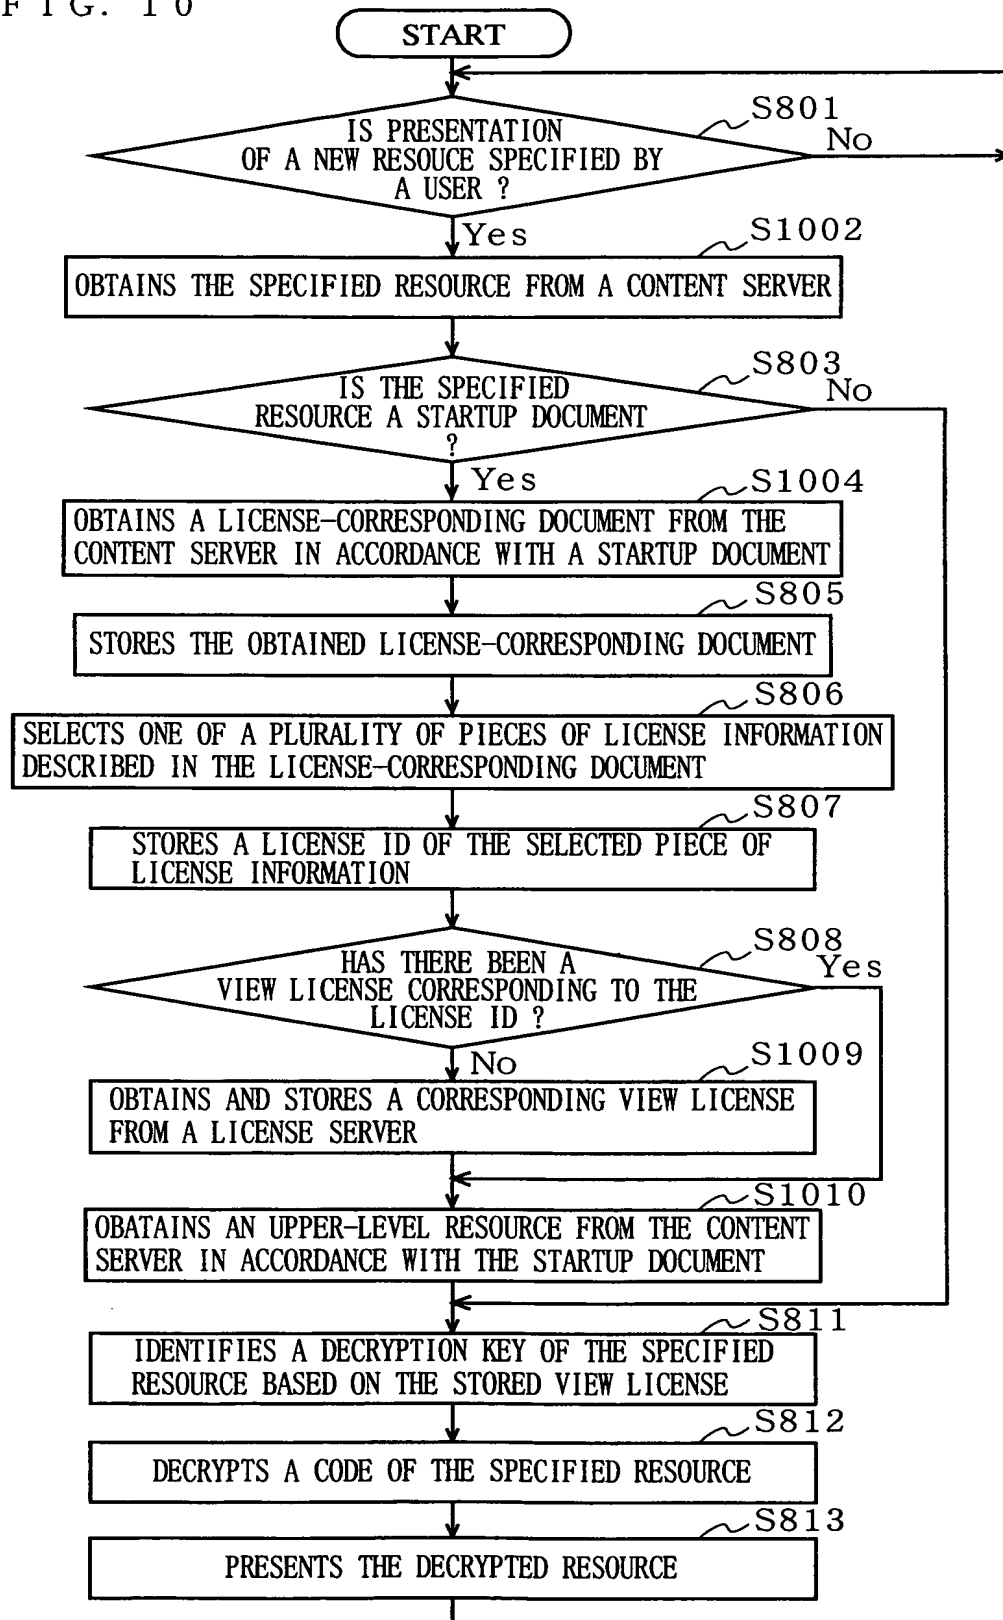 FIG. 10
START
S801
IS PRESENTATION
OF A NEW RESOUCE SPECIFIED BY
A USER ?
No
Yes
S1002
OBTAINS THE SPECIFIED RESOURCE FROM A CONTENT SERVER
S803
IS THE SPECIFIED
RESOURCE A STARTUP DOCUMENT
?
No
Yes
S1004
OBTAINS A LICENSE-CORRESPONDING DOCUMENT FROM THE
CONTENT SERVER IN ACCORDANCE WITH A STARTUP DOCUMENT
S805
STORES THE OBTAINED LICENSE-CORRESPONDING DOCUMENT
S806
SELECTS ONE OF A PLURALITY OF PIECES OF LICENSE INFORMATION
DESCRIBED IN THE LICENSE-CORRESPONDING DOCUMENT
S807
STORES A LICENSE ID OF THE SELECTED PIECE OF
LICENSE INFORMATION
S808
HAS THERE BEEN A
VIEW LICENSE CORRESPONDING TO THE
LICENSE ID ?
Yes
No
S1009
OBTAINS AND STORES A CORRESPONDING VIEW LICENSE
FROM A LICENSE SERVER
S1010
OBATAINS AN UPPER-LEVEL RESOURCE FROM THE CONTENT
SERVER IN ACCORDANCE WITH THE STARTUP DOCUMENT
S811
IDENTIFIES A DECRYPTION KEY OF THE SPECIFIED
RESOURCE BASED ON THE STORED VIEW LICENSE
S812
DECRYPTS A CODE OF THE SPECIFIED RESOURCE
S813
PRESENTS THE DECRYPTED RESOURCE